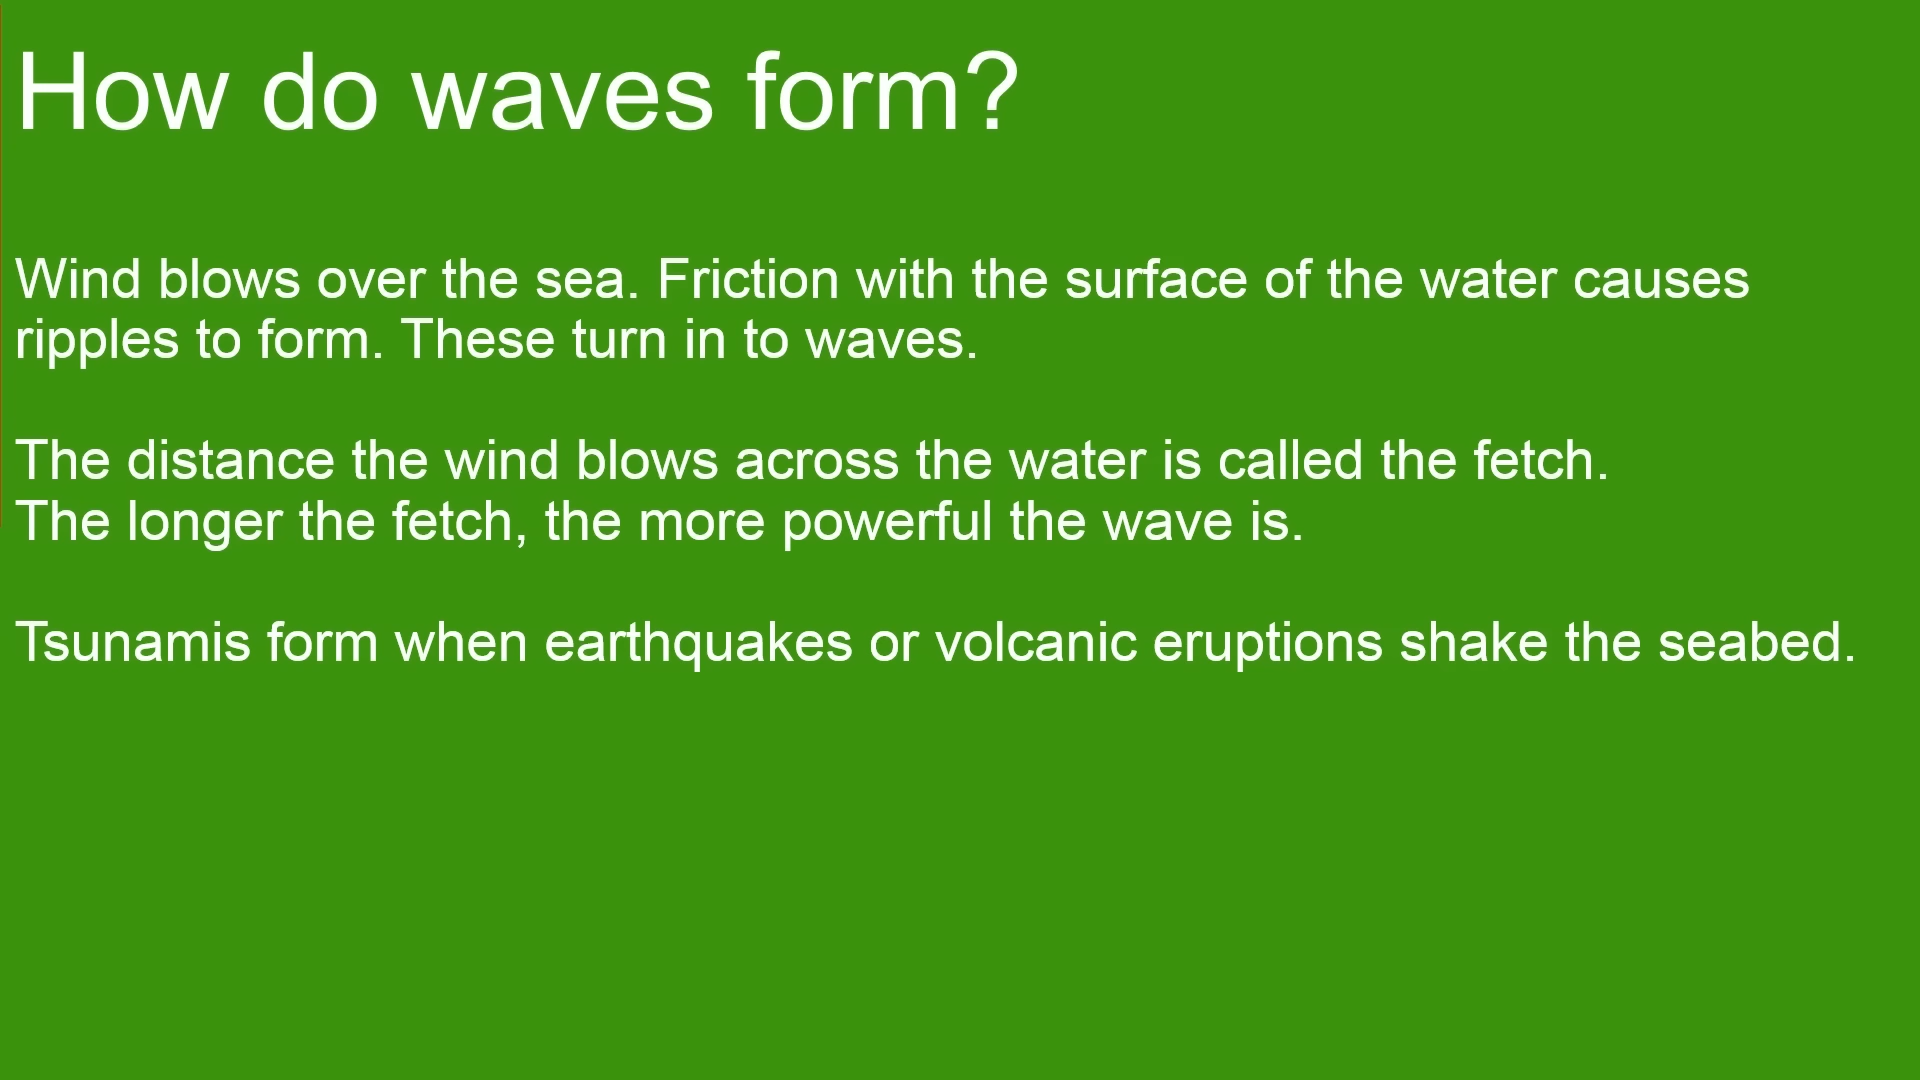 How do waves form?
Wind blows over the sea. Friction with the surface of the water causes
ripples to form. These turn in to waves.
The distance the wind blows across the water is called the fetch.
The longer the fetch, the more powerful the wave is.
Tsunamis form when earthquakes or volcanic eruptions shake the seabed.